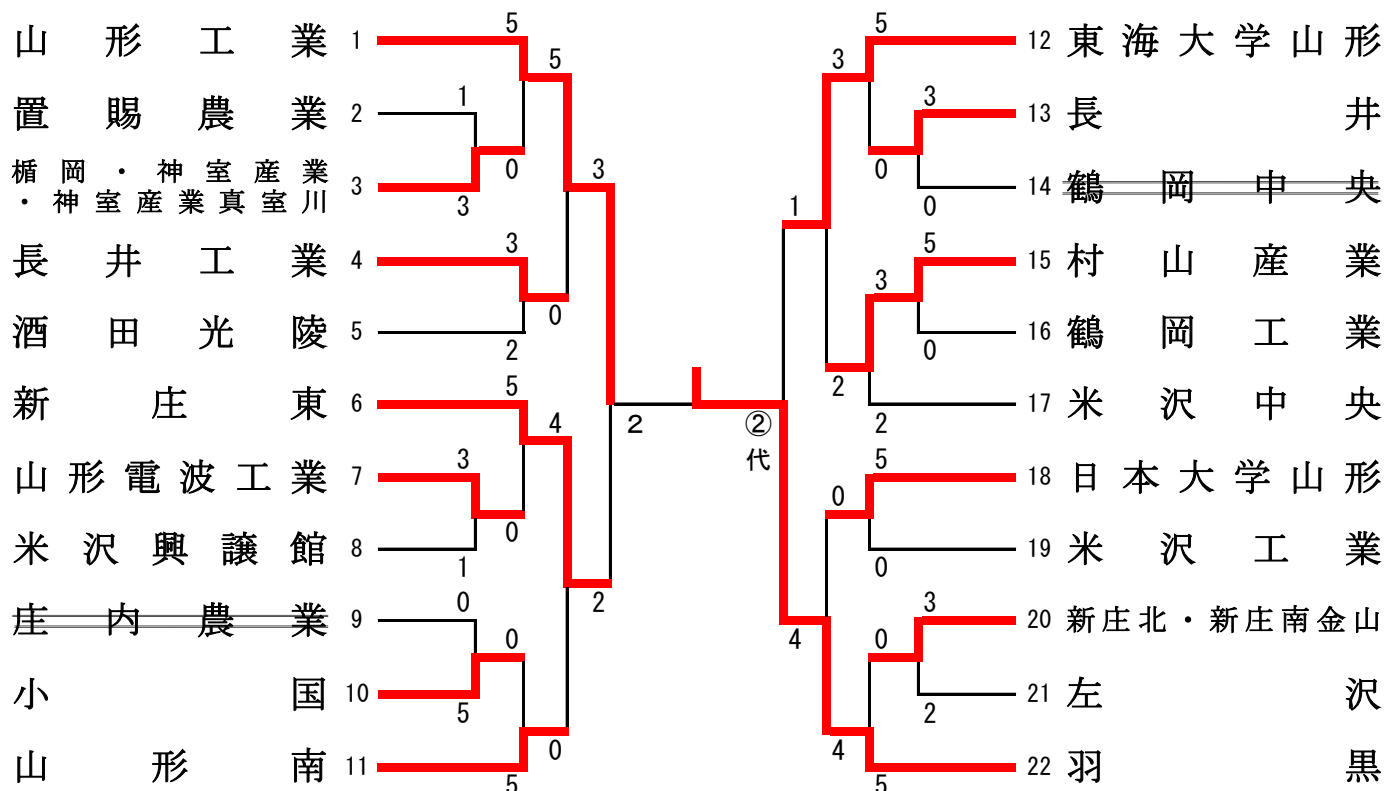 山形工業 1
置賜農業 2
楯岡・神室産業
・神室産業真室川 3
長井工業 4
酒田光陵 5
新庄東 6
山形電波工業 7
米沢興譲館 8
庄内農業 9
小国 10
山形南 11
5
5
1
0
3
3
3
0
2
5
4
3
0
1
0
0
5
0
5
3
2
2
②
代
1
4
3
2
0
4
5
0
3
0
3
5
0
2
5
0
0
3
2
5
12 東海大学山形
13 長井
14 鶴岡中央
15 村山産業
16 鶴岡工業
17 米沢中央
18 日本大学山形
19 米沢工業
20 新庄北・新庄南金山
21 左沢
22 羽黒